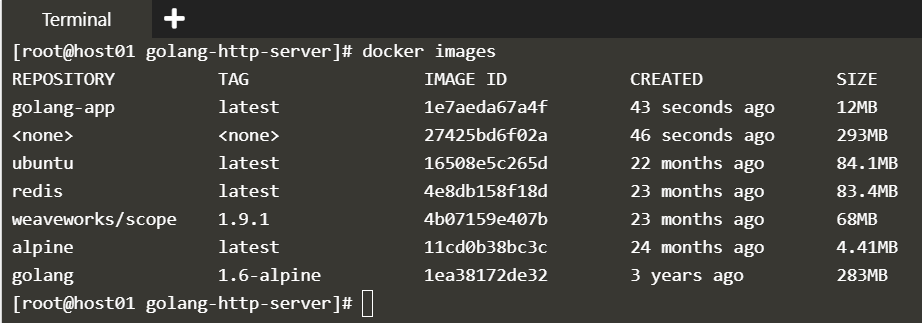 Terminal +
[root@host01 golang-http-server]# docker images
REPOSITORY TAG IMAGE ID CREATED SIZE
golang-app latest 1e7aeda67a4f 43 seconds ago 12MB
<none> <none> 27425bd6f02a 46 seconds ago 293MB
ubuntu latest 16508e5c265d 22 months ago 84.1MB
redis latest 4e8db158f18d 23 months ago 83.4MB
weaveworks/scope 1.9.1 4b07159e407b 23 months ago 68MB
alpine latest 11cd0b38bc3c 24 months ago 4.41MB
golang 1.6-alpine 1ea38172de32 3 years ago 283MB
[root@host01 golang-http-server]#